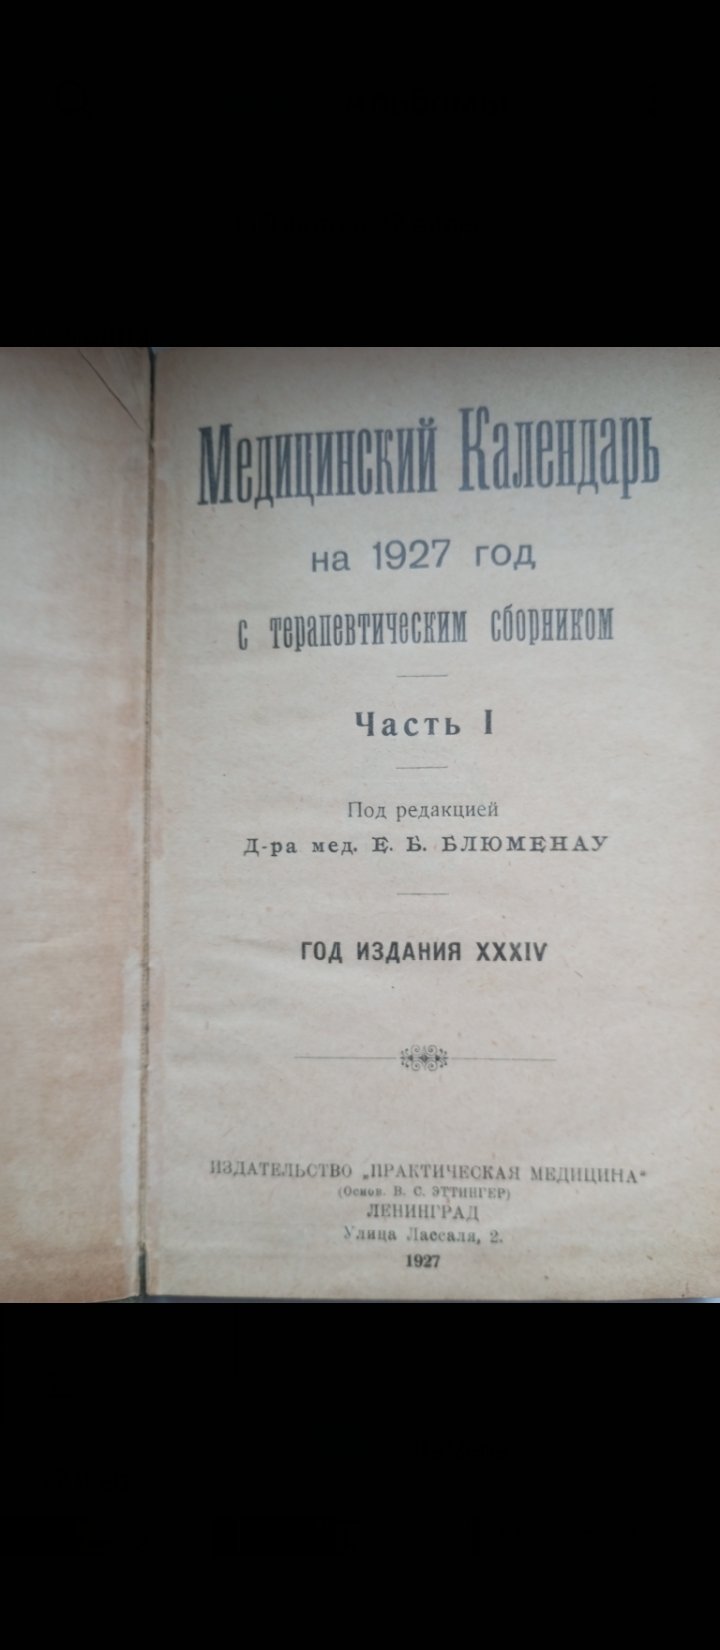 Медицинский Календарь
на 1927 год
с терапевтическим сборником
Часть I
Под редакцией
Д-ра мед. Е. Б. БЛЮМЕНАУ
ГОД ИЗДАНИЯ XXXIV
ИЗДАТЕЛЬСТВО „ПРАКТИЧЕСКАЯ МЕДИЦИНА“
(Основ. В. С. ЭТТИНГЕР)
ЛЕНИНГРАД
Улица Лассаля, 2.
1927